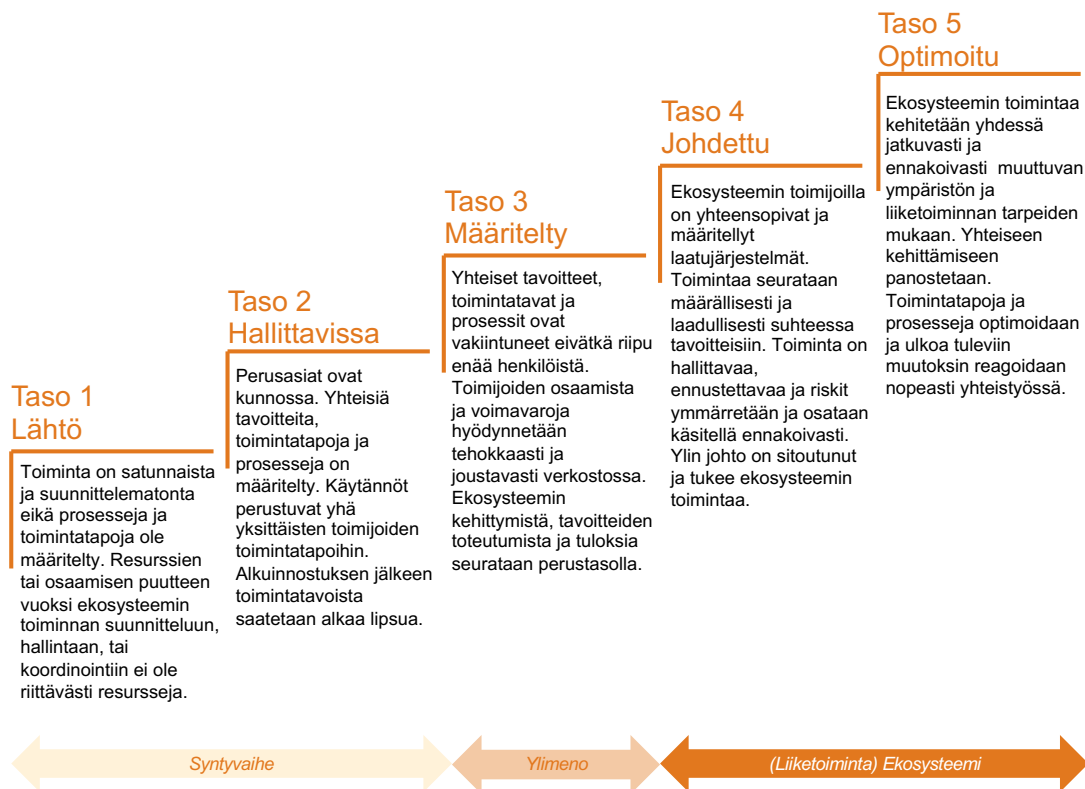 Taso 1
Lähtö
Toiminta on satunnaista
ja suunnittelematonta
eikä prosesseja ja
toimintatapoja ole
määritelty. Resurssien
tai osaamisen puutteen
vuoksi ekosysteemin
toiminnan suunnitteluun,
hallintaan, tai
koordinointiin ei ole
riittävästi resursseja.
Taso 2
Hallittavissa
Perusasiat ovat
kunnossa. Yhteisiä
tavoitteita,
toimintatapoja ja
prosesseja on
määritelty. Käytännöt
perustuvat yhä
yksittäisten toimijoiden
toimintatapoihin.
Alkuinnostuksen jälkeen
toimintatavoista
saatetaan alkaa lipsua.
Taso 3
Määritelty
Yhteiset tavoitteet,
toimintatavat ja
prosessit ovat
vakiintuneet eivätkä riipu
enää henkilöistä.
Toimijoiden osaamista
ja voimavaroja
hyödynnetään
tehokkaasti ja
joustavasti verkostossa.
Ekosysteemin
kehittymistä, tavoitteiden
toteutumista ja tuloksia
seurataan perustasolla.
Taso 4
Johdettu
Ekosysteemin toimijoilla
on yhteensopivat ja
määritellyt
laatujärjestelmät.
Toimintaa seurataan
määrällisesti ja
laadullisesti suhteessa
tavoitteisiin. Toiminta on
hallittavaa,
ennustettavaa ja riskit
ymmärretään ja osataan
käsitellä ennakoivasti.
Ylin johto on sitoutunut
ja tukee ekosysteemin
toimintaa.
Taso 5
Optimoitu
Ekosysteemin toimintaa
kehitetään yhdessä
jatkuvasti ja
ennakoivasti muuttuvan
ympäristön ja
liiketoiminnan tarpeiden
mukaan. Yhteiseen
kehittämiseen
panostetaan.
Toimintatapoja ja
prosesseja optimoidaan
ja ulkoa tuleviin
muutoksin reagoidaan
nopeasti yhteistyössä.
Syntyvaihe
Ylimeno
(Liiketoiminta) Ekosysteemi